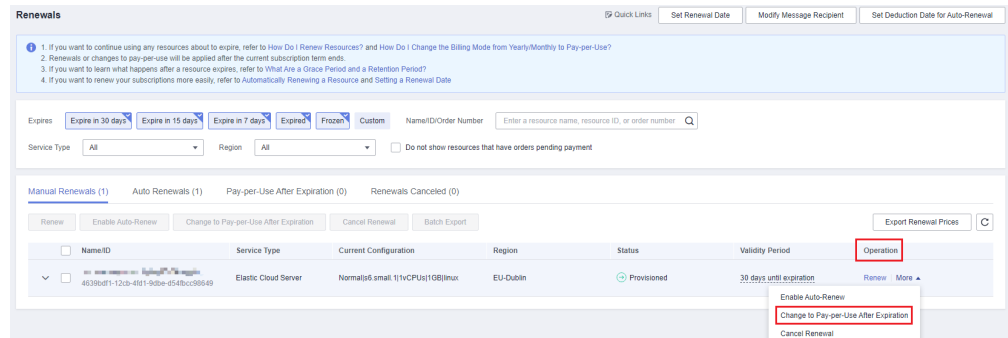 Renewals
Quick Links Set Renewal Date Modify Message Recipient Set Deduction Date for Auto-Renewal
1. If you want to continue using any resources about to expire, refer to How Do I Renew Resources? and How Do I Change the Billing Mode from Yearly/Monthly to Pay-per-Use?
2. Renewals or changes to pay-per-use will be applied after the current subscription term ends.
3. If you want to learn what happens after a resource expires, refer to What Are a Grace Period and a Retention Period?
4. If you want to renew your subscriptions more easily, refer to Automatically Renewing a Resource and Setting a Renewal Date
Expires Expire in 30 days Expire in 15 days Expire in 7 days Expired Frozen Custom Name/ID/Order Number Enter a resource name, resource ID, or order number
Service Type All Region All Do not show resources that have orders pending payment
Manual Renewals (1) Auto Renewals (1) Pay-per-Use After Expiration (0) Renewals Canceled (0)
Renew Enable Auto-Renew Change to Pay-per-Use After Expiration Cancel Renewal Batch Export Export Renewal Prices
Name/ID Service Type Current Configuration Region Status Validity Period Operation
Elastic Cloud Server Normal|s6.small.1|1vCPUs|1GB|linux EU-Dublin Provisioned 30 days until expiration Renew More
4639bdf1-12cb-4fd1-9dbe-d54fbcc98649
Enable Auto-Renew
Change to Pay-per-Use After Expiration
Cancel Renewal